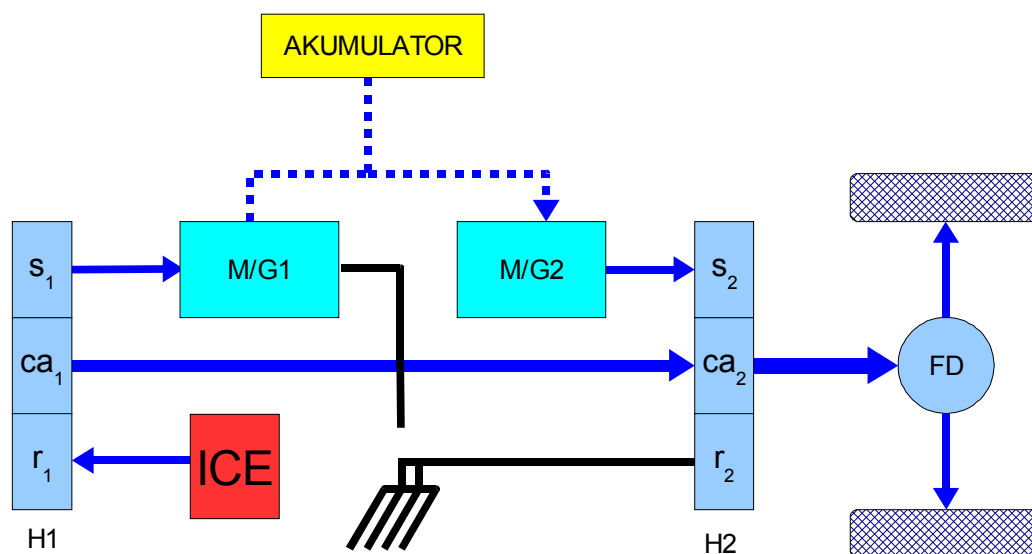 AKUMULATOR
s₁
M/G1
M/G2
s₂
ca₁
ca₂
FD
r₁
ICE
r₂
H1
H2